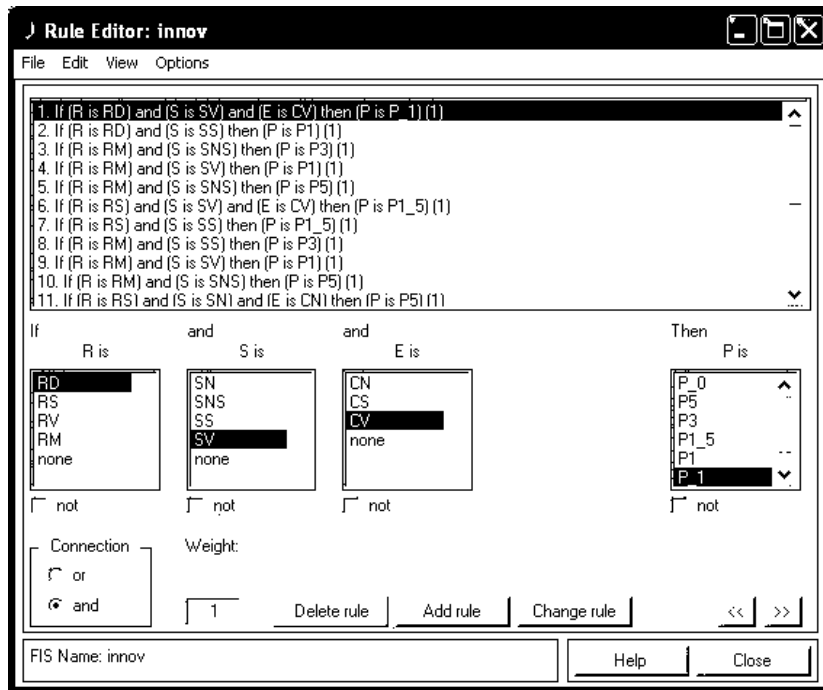 Rule Editor: innov
File Edit View Options
1. If (R is RD) and (S is SV) and (E is CV) then (P is P_1) (1)
2. If (R is RD) and (S is SS) then (P is P1) (1)
3. If (R is RM) and (S is SNS) then (P is P3) (1)
4. If (R is RM) and (S is SV) then (P is P1) (1)
5. If (R is RM) and (S is SNS) then (P is P5) (1)
6. If (R is RS) and (S is SV) and (E is CV) then (P is P1_5) (1)
7. If (R is RS) and (S is SS) then (P is P1_5) (1)
8. If (R is RM) and (S is SS) then (P is P3) (1)
9. If (R is RM) and (S is SV) then (P is P1) (1)
10. If (R is RM) and (S is SNS) then (P is P5) (1)
11. If (R is RS) and (S is SN) and (E is CN) then (P is P5) (1)
If and and Then
R is S is E is P is
RD SN CN P_0
RS SNS CS P5
RV SS CV P3
RM SV none P1_5
none none P1
P_1
not not not not
Connection Weight:
or
and 1 Delete rule Add rule Change rule << >>
FIS Name: innov Help Close